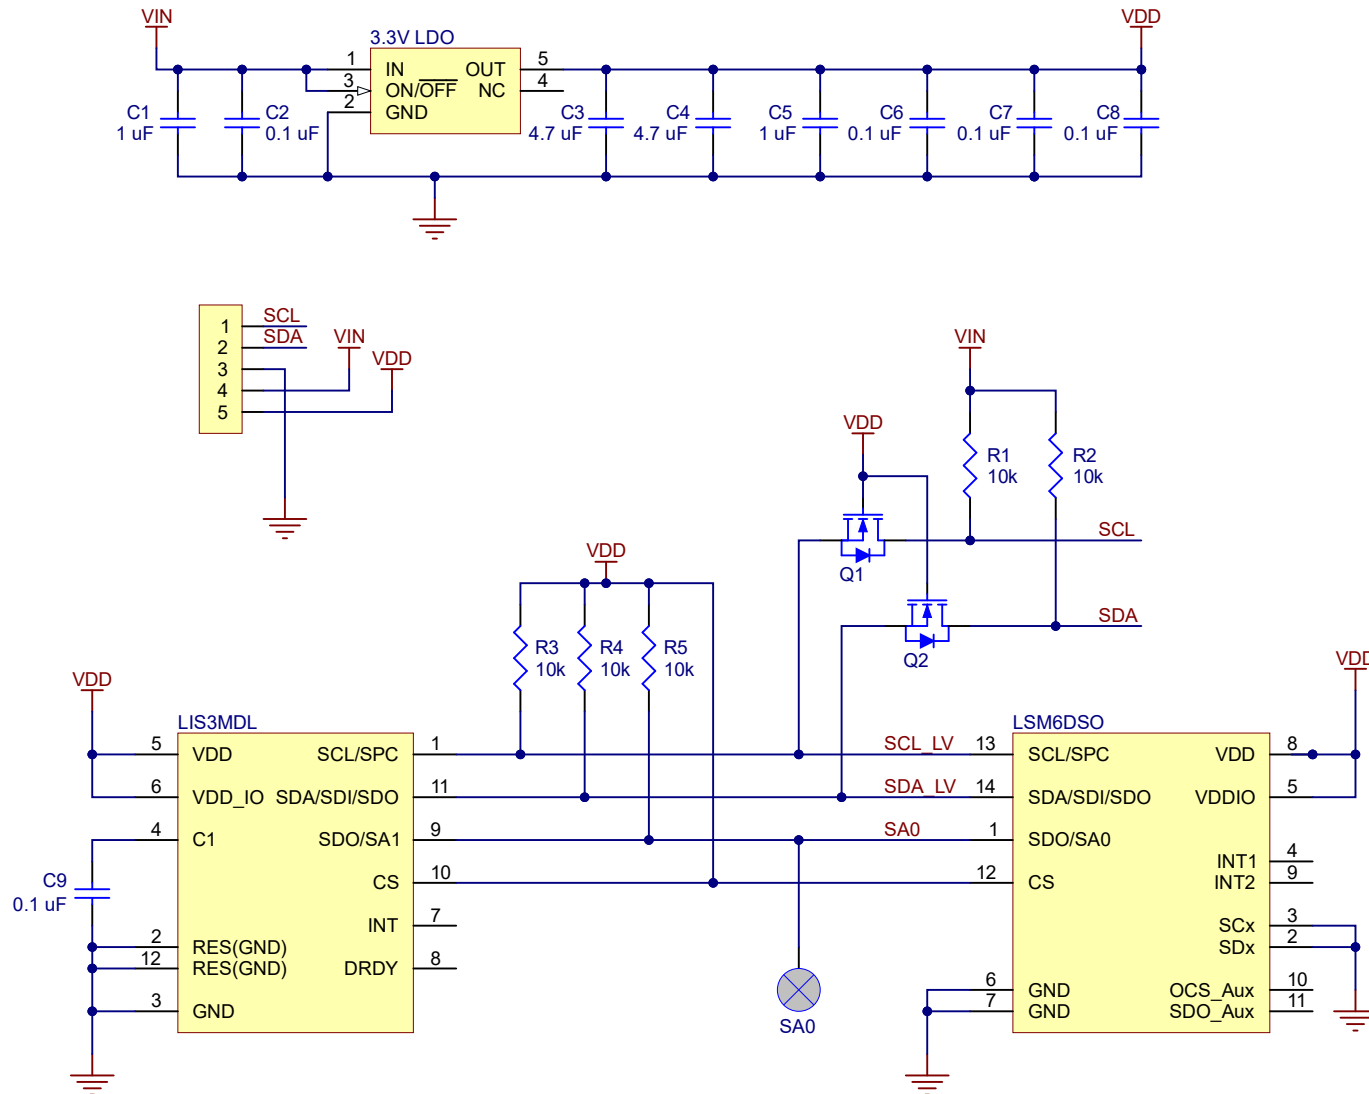 VIN
VDD
3.3V LDO
1 IN OUT 5
3 ON/OFF NC 4
2 GND
C1
1 uF
C2
0.1 uF
C3
4.7 uF
C4
4.7 uF
C5
1 uF
C6
0.1 uF
C7
0.1 uF
C8
0.1 uF
1 SCL
2 SDA
3
4
5
VIN
VDD
VIN
VDD
R1
10k
R2
10k
SCL
Q1
SDA
Q2
VDD
R3
10k
R4
10k
R5
10k
VDD
LIS3MDL
5 VDD SCL/SPC 1
6 VDD_IO SDA/SDI/SDO 11
4 C1 SDO/SA1 9
CS 10
INT 7
2 RES(GND)
12 RES(GND) DRDY 8
3 GND
C9
0.1 uF
SCL_LV
SDA_LV
SA0
SA0
VDD
LSM6DSO
13 SCL/SPC VDD 8
14 SDA/SDI/SDO VDDIO 5
1 SDO/SA0
INT1 4
12 CS INT2 9
SCx 3
SDx 2
6 GND OCS_Aux 10
7 GND SDO_Aux 11